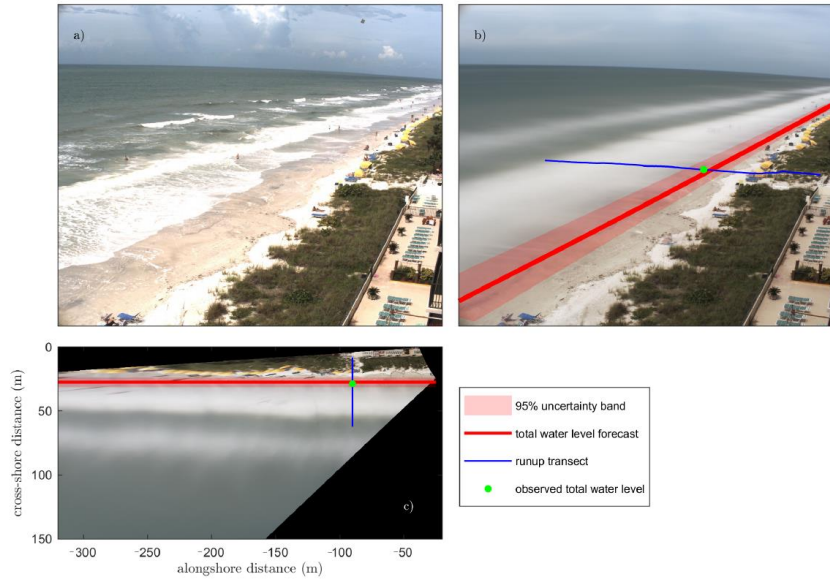 a)
b)
95% uncertainty band
total water level forecast
runup transect
observed total water level
0
50
100
150
cross-shore distance (m)
c)
-300
-250
-200
-150
-100
-50
alongshore distance (m)